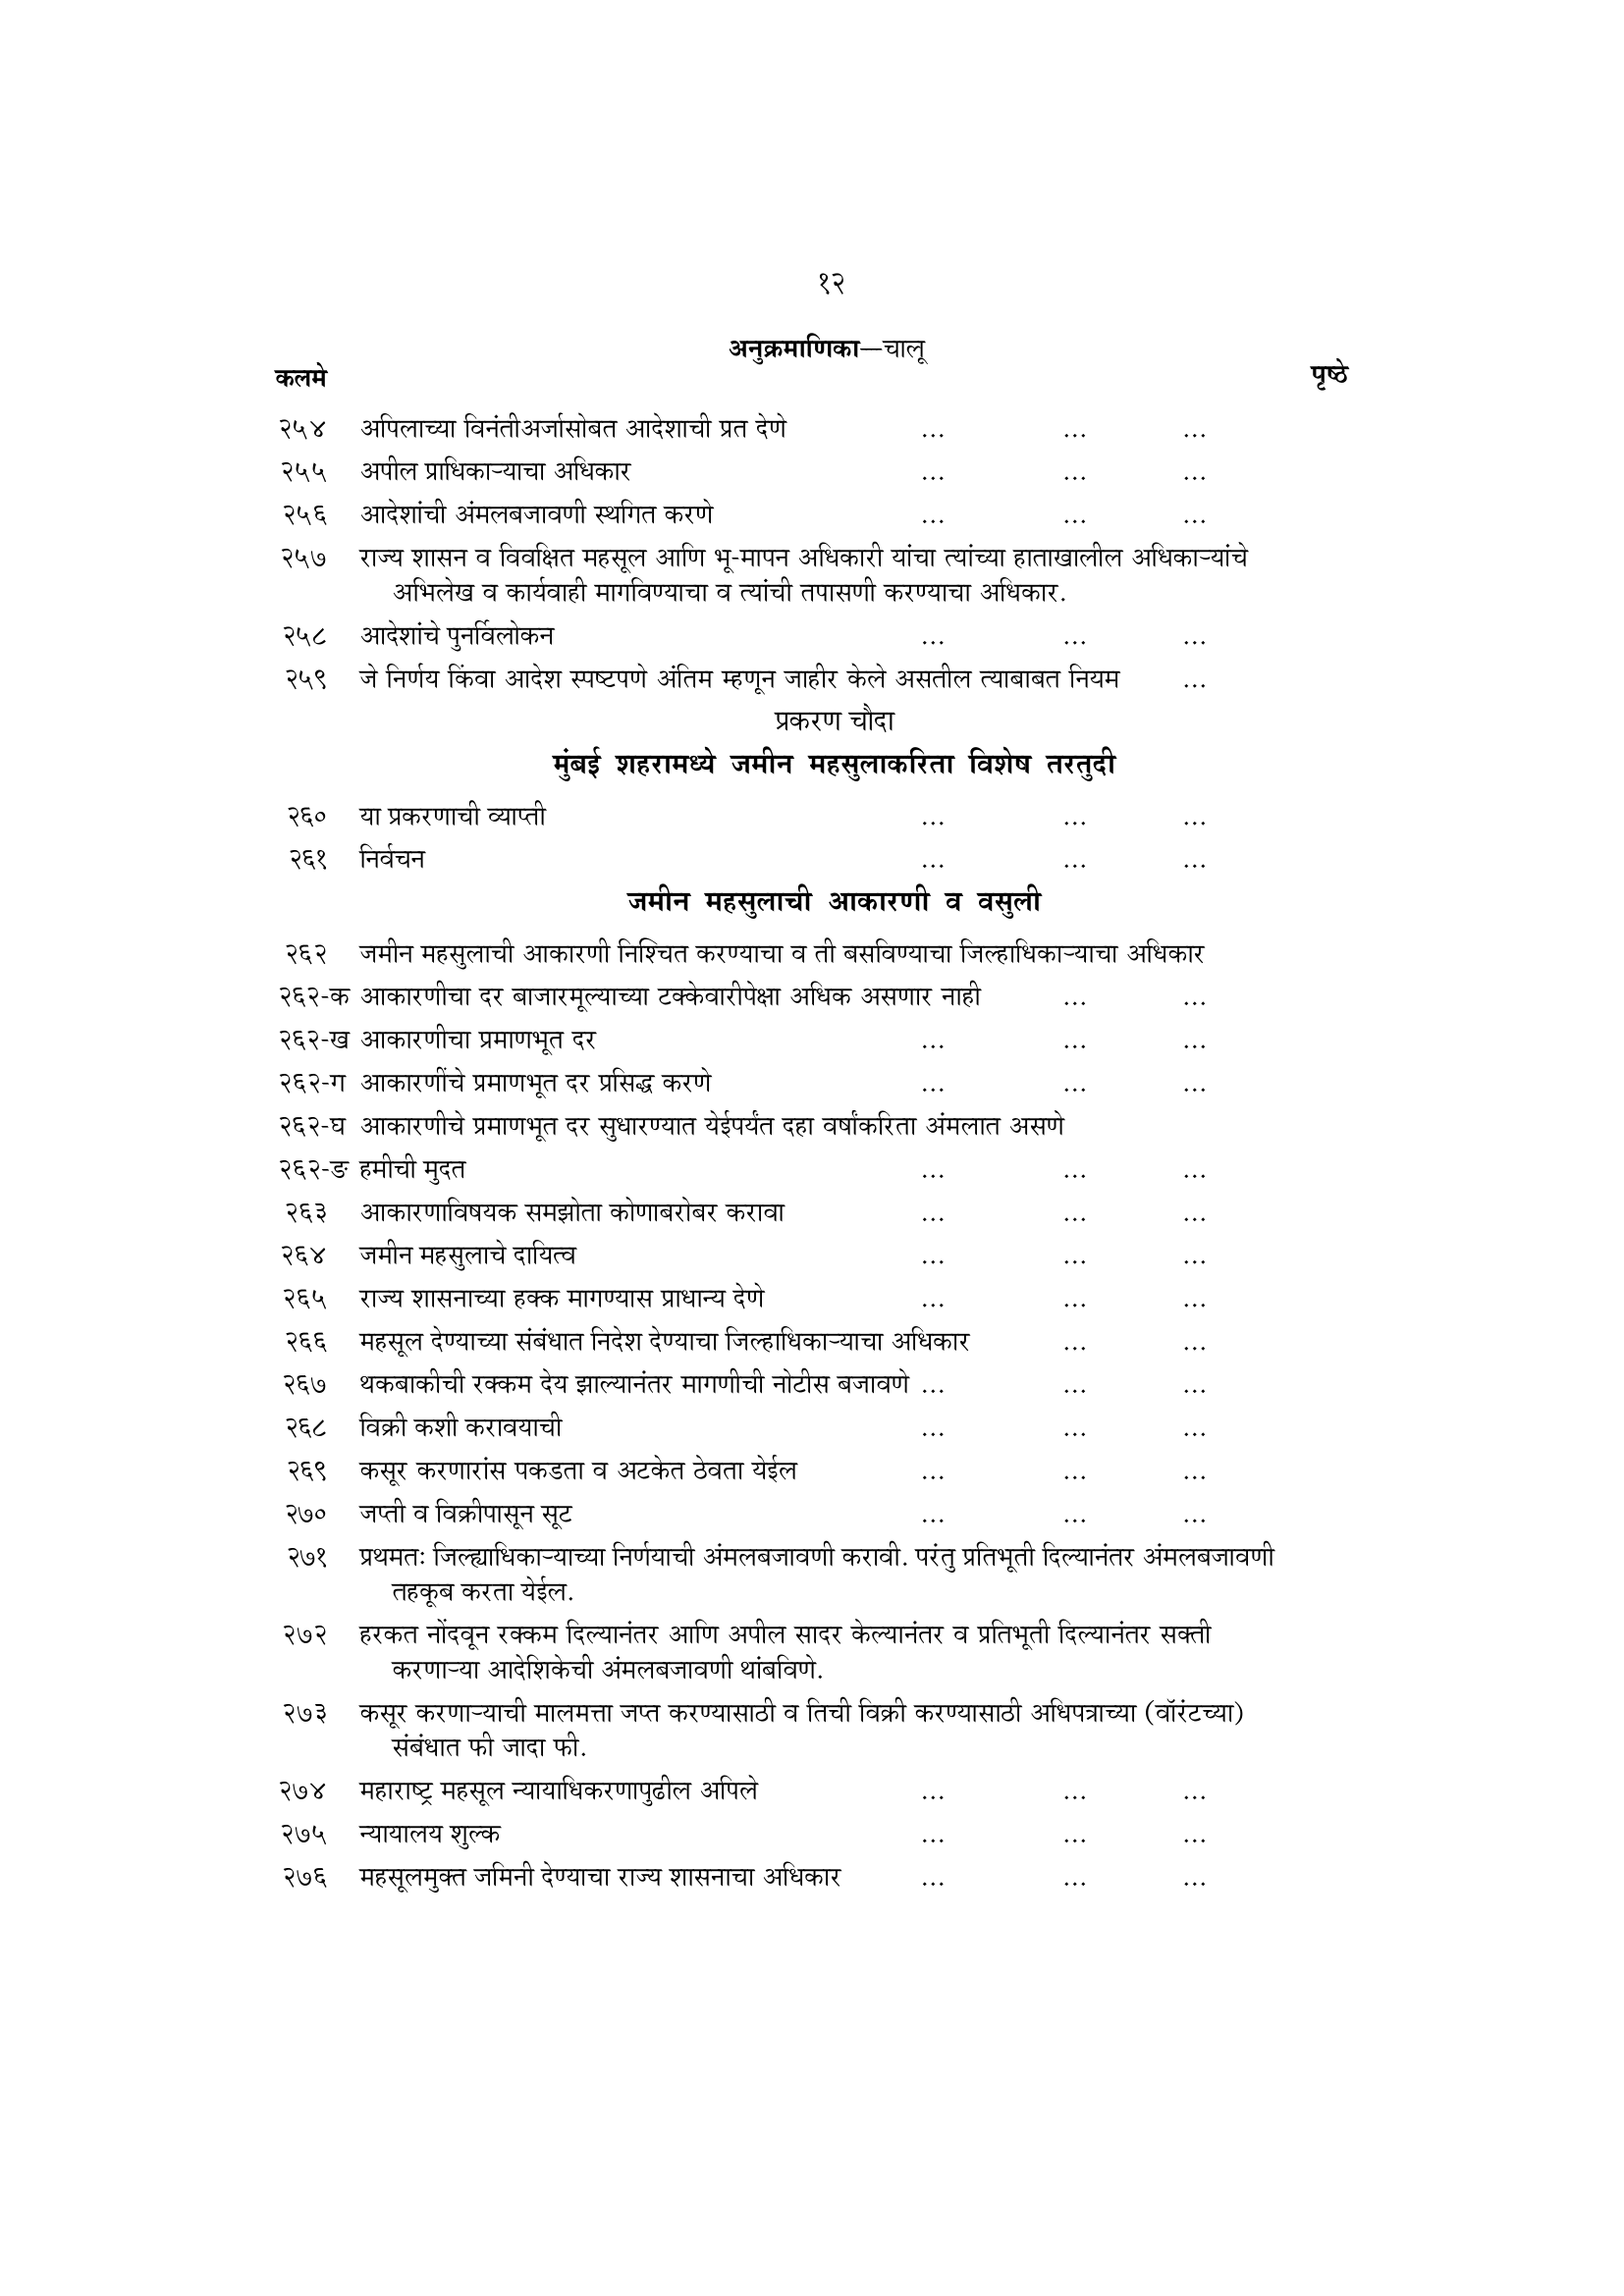 १२
अनुक्रमाणिका—चालू
कलमे पृष्ठे
२५४ अपिलाच्या विनंतीअर्जासोबत आदेशाची प्रत देणे ... ... ...
२५५ अपील प्राधिकाऱ्याचा अधिकार ... ... ...
२५६ आदेशांची अंमलबजावणी स्थगित करणे ... ... ...
२५७ राज्य शासन व विवक्षित महसूल आणि भू-मापन अधिकारी यांचा त्यांच्या हाताखालील अधिकाऱ्यांचे
अभिलेख व कार्यवाही मागविण्याचा व त्यांची तपासणी करण्याचा अधिकार.
२५८ आदेशांचे पुनर्विलोकन ... ... ...
२५९ जे निर्णय किंवा आदेश स्पष्टपणे अंतिम म्हणून जाहीर केले असतील त्याबाबत नियम ...
प्रकरण चौदा
मुंबई शहरामध्ये जमीन महसुलाकरिता विशेष तरतुदी
२६० या प्रकरणाची व्याप्ती ... ... ...
२६१ निर्वचन ... ... ...
जमीन महसुलाची आकारणी व वसुली
२६२ जमीन महसुलाची आकारणी निश्चित करण्याचा व ती बसविण्याचा जिल्हाधिकाऱ्याचा अधिकार
२६२-क आकारणीचा दर बाजारमूल्याच्या टक्केवारीपेक्षा अधिक असणार नाही ... ...
२६२-ख आकारणीचा प्रमाणभूत दर ... ... ...
२६२-ग आकारणींचे प्रमाणभूत दर प्रसिद्ध करणे ... ... ...
२६२-घ आकारणीचे प्रमाणभूत दर सुधारण्यात येईपर्यंत दहा वर्षांकरिता अंमलात असणे
२६२-ङ हमीची मुदत ... ... ...
२६३ आकारणाविषयक समझोता कोणाबरोबर करावा ... ... ...
२६४ जमीन महसुलाचे दायित्व ... ... ...
२६५ राज्य शासनाच्या हक्क मागण्यास प्राधान्य देणे ... ... ...
२६६ महसूल देण्याच्या संबंधात निदेश देण्याचा जिल्हाधिकाऱ्याचा अधिकार ... ...
२६७ थकबाकीची रक्कम देय झाल्यानंतर मागणीची नोटीस बजावणे ... ... ...
२६८ विक्री कशी करावयाची ... ... ...
२६९ कसूर करणारांस पकडता व अटकेत ठेवता येईल ... ... ...
२७० जप्ती व विक्रीपासून सूट ... ... ...
२७१ प्रथमतः जिल्ह्याधिकाऱ्याच्या निर्णयाची अंमलबजावणी करावी. परंतु प्रतिभूती दिल्यानंतर अंमलबजावणी
तहकूब करता येईल.
२७२ हरकत नोंदवून रक्कम दिल्यानंतर आणि अपील सादर केल्यानंतर व प्रतिभूती दिल्यानंतर सक्ती
करणाऱ्या आदेशिकेची अंमलबजावणी थांबविणे.
२७३ कसूर करणाऱ्याची मालमत्ता जप्त करण्यासाठी व तिची विक्री करण्यासाठी अधिपत्राच्या (वॉरंटच्या)
संबंधात फी जादा फी.
२७४ महाराष्ट्र महसूल न्यायाधिकरणापुढील अपिले ... ... ...
२७५ न्यायालय शुल्क ... ... ...
२७६ महसूलमुक्त जमिनी देण्याचा राज्य शासनाचा अधिकार ... ... ...